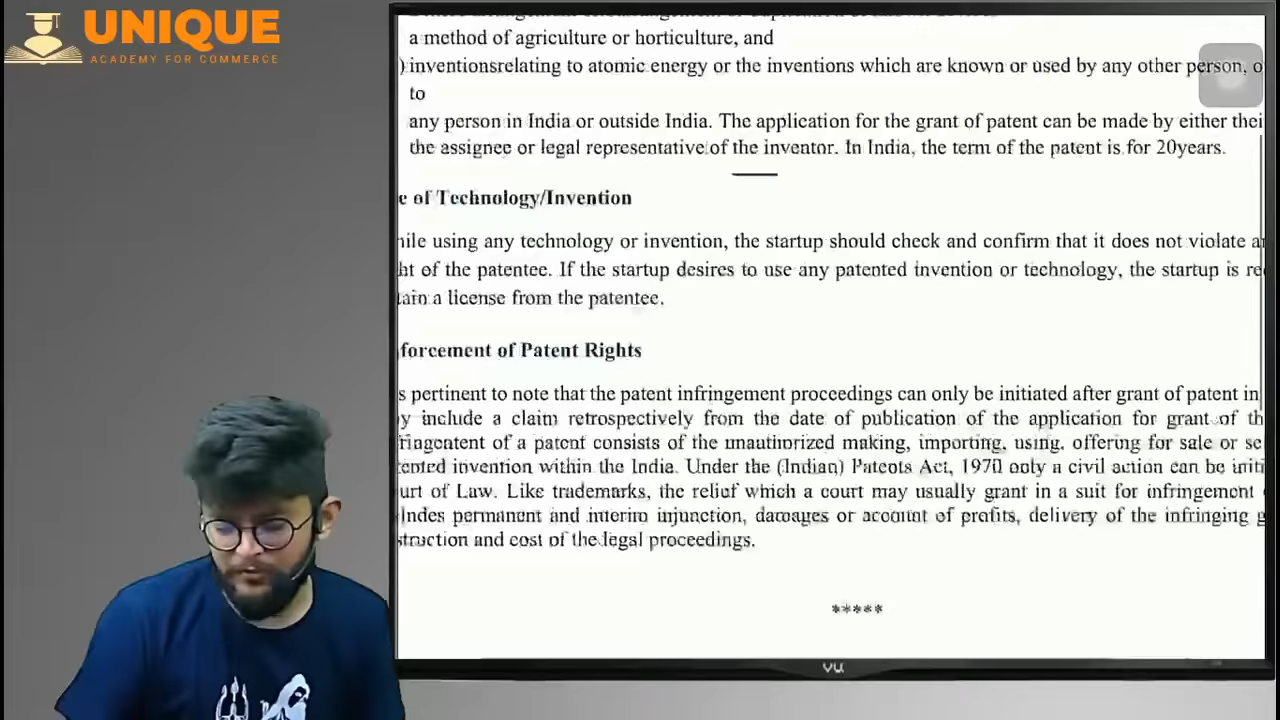 UNIQUE
ACADEMY FOR COMMERCE
a method of agriculture or horticulture, and
) inventionsrelating to atomic energy or the inventions which are known or used by any other person, o
to
any person in India or outside India. The application for the grant of patent can be made by either thei
the assignee or legal representative of the inventor. In India, the term of the patent is for 20years.
e of Technology/Invention
hile using any technology or invention, the startup should check and confirm that it does not violate a
ht of the patentee. If the startup desires to use any patented invention or technology, the startup is re
tain a license from the patentee.
forcement of Patent Rights
s pertinent to note that the patent infringement proceedings can only be initiated after grant of patent in
y include a claim retrospectively from the date of publication of the application for grant of th
of a patent consists of the unauthorized making, importing, using, offering for sale or se
ented invention within the India. Under the (Indian) Patents Act, 1970 only a civil action can be initi
urt of Law. Like trademarks, the relief which a court may usually grant in a suit for infringement
permanent and interim injunction, damages or account of profits, delivery of the infringing g
struction and cost of the legal proceedings.
*****
vu